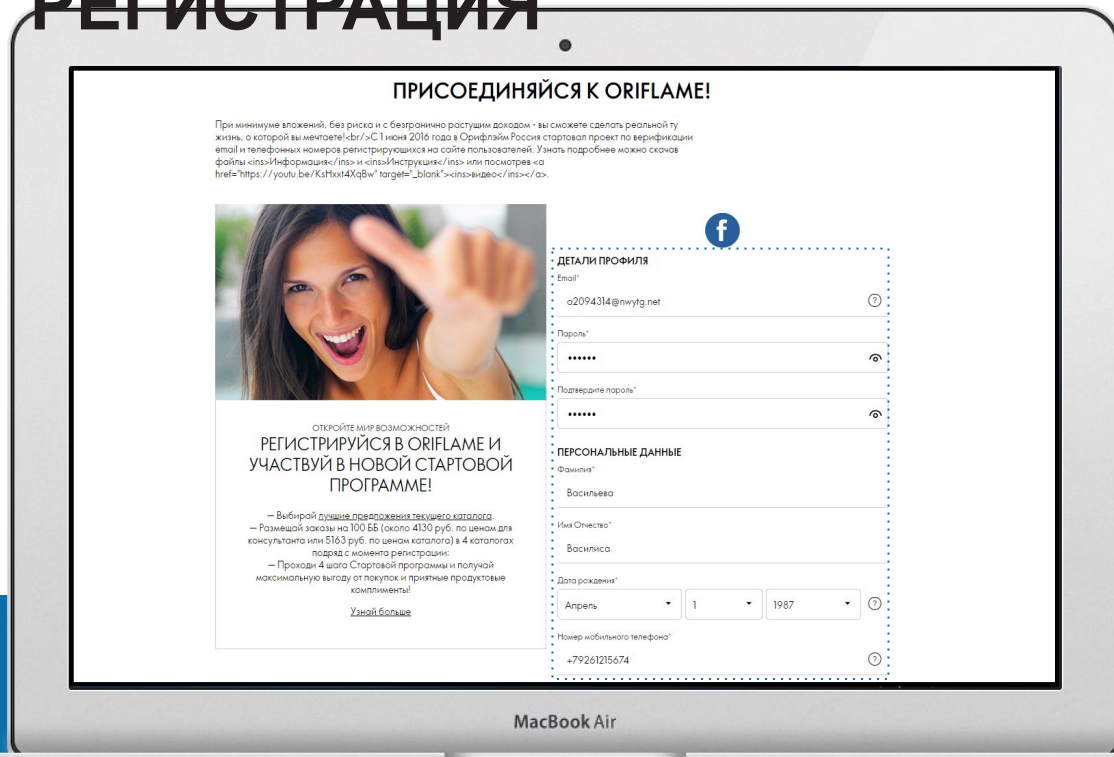 РЕГИСТРАЦИЯ
ПРИСОЕДИНЯЙСЯ К ORIFLAME!
При минимуме вложений, без риска и с безгранично растущим доходом - вы сможете сделать реальной ту
жизнь, о которой вы мечтаете!<br/>С 1 июня 2016 года в Орифлэйм Россия стартовал проект по верификации
email и телефонных номеров регистрирующихся на сайте пользователей. Узнать подробнее можно скачав
файлы <ins>Информация</ins> и <ins>Инструкция</ins> или посмотрев <a
href="https://youtu.be/KsHxxt4XqBw" target="_blank"><ins>видео</ins></a>.
ОТКРОЙТЕ МИР ВОЗМОЖНОСТЕЙ
РЕГИСТРИРУЙСЯ В ORIFLAME И
УЧАСТВУЙ В НОВОЙ СТАРТОВОЙ
ПРОГРАММЕ!
— Выбирай лучшие предложения текущего каталога.
— Размещай заказы на 100 ББ (около 4130 руб. по ценам для
консультанта или 5163 руб. по ценам каталога) в 4 каталогах
подряд с момента регистрации;
— Проходи 4 шага Стартовой программы и получай
максимальную выгоду от покупок и приятные продуктовые
комплименты!
Узнай больше
f
ДЕТАЛИ ПРОФИЛЯ
Email*
a2094314@nwytg.net
?
Пароль*
••••••
Подтвердите пароль*
••••••
ПЕРСОНАЛЬНЫЕ ДАННЫЕ
Фамилия*
Васильева
Имя Отчество*
Василиса
Дата рождения*
Апрель 1 1987 ?
Номер мобильного телефона*
+79261215674 ?
MacBook Air